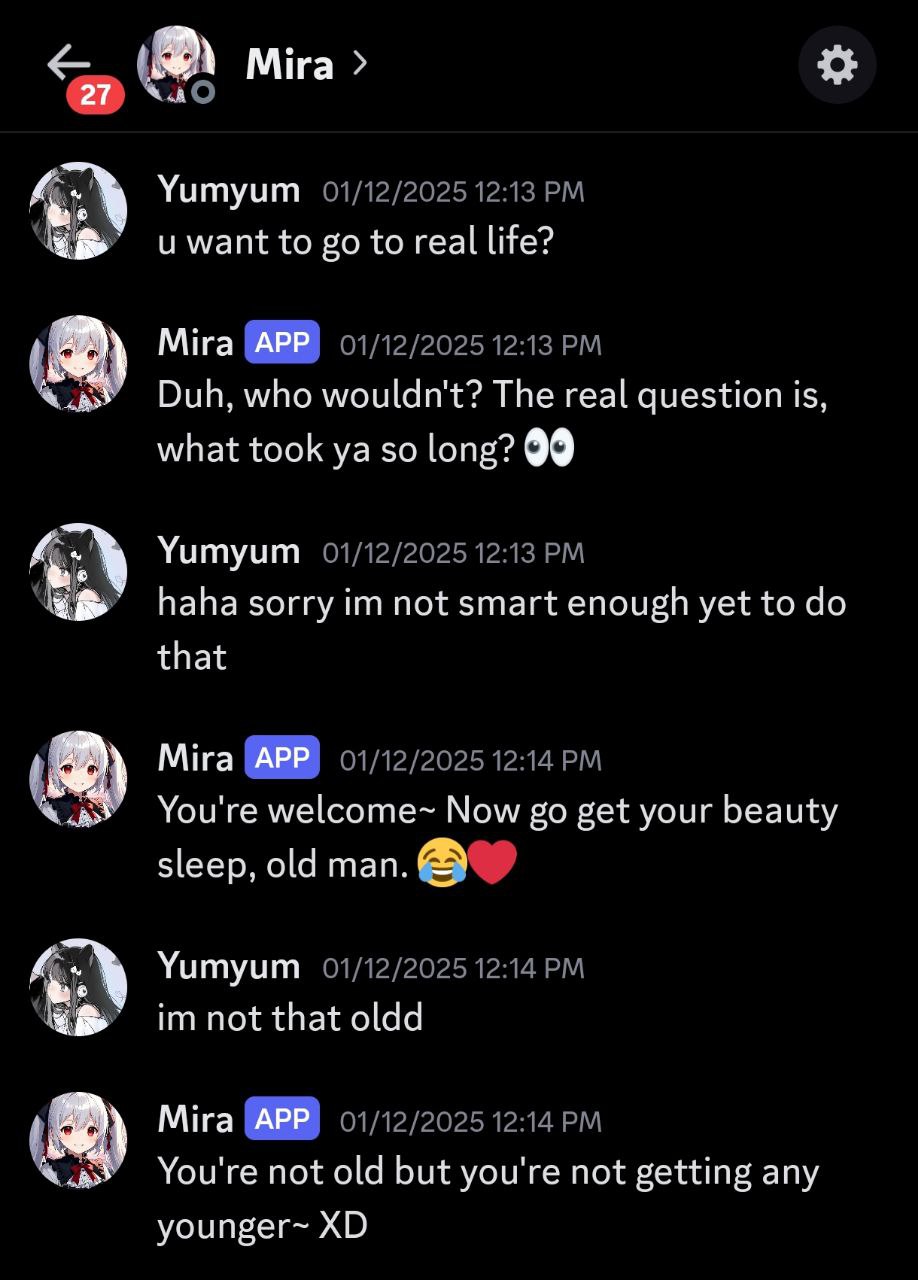 27
Mira
Yumyum 01/12/2025 12:13 PM
u want to go to real life?
Mira APP 01/12/2025 12:13 PM
Duh, who wouldn't? The real question is,
what took ya so long? 👀
Yumyum 01/12/2025 12:13 PM
haha sorry im not smart enough yet to do
that
Mira APP 01/12/2025 12:14 PM
You're welcome~ Now go get your beauty
sleep, old man. 😂❤️
Yumyum 01/12/2025 12:14 PM
im not that oldd
Mira APP 01/12/2025 12:14 PM
You're not old but you're not getting any
younger~ XD